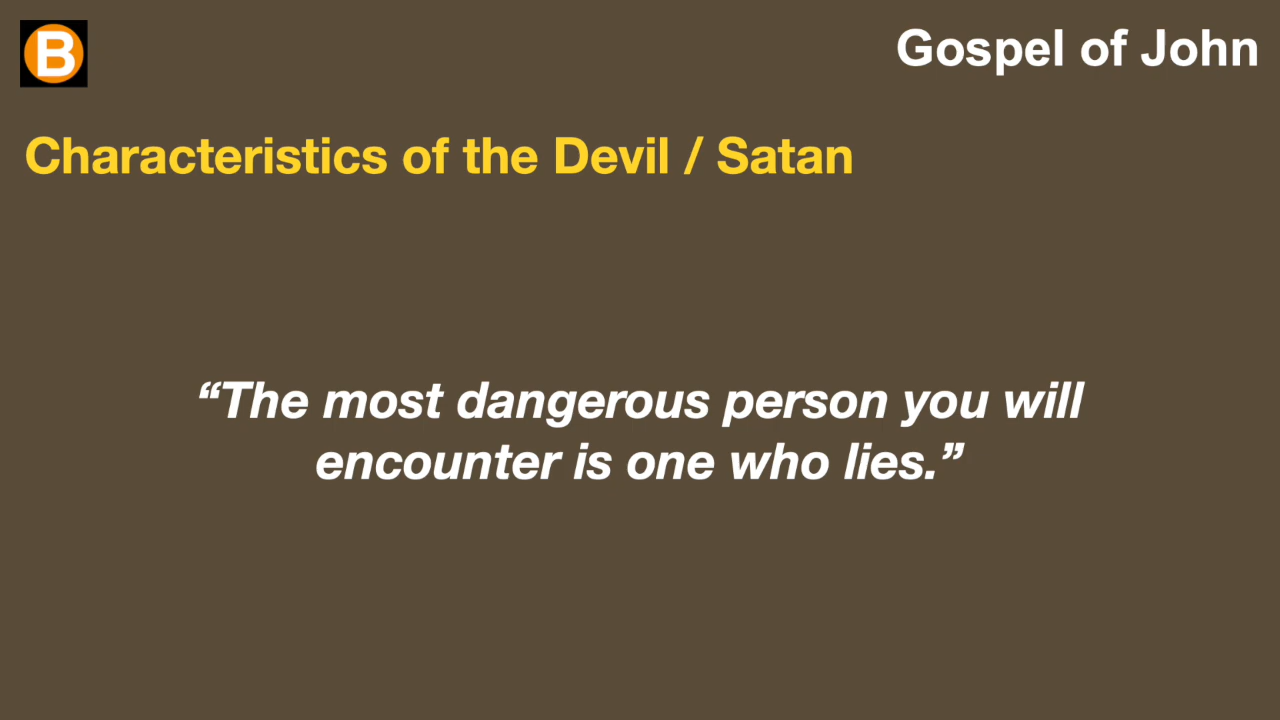 B
Gospel of John
Characteristics of the Devil / Satan
“The most dangerous person you will
encounter is one who lies.”